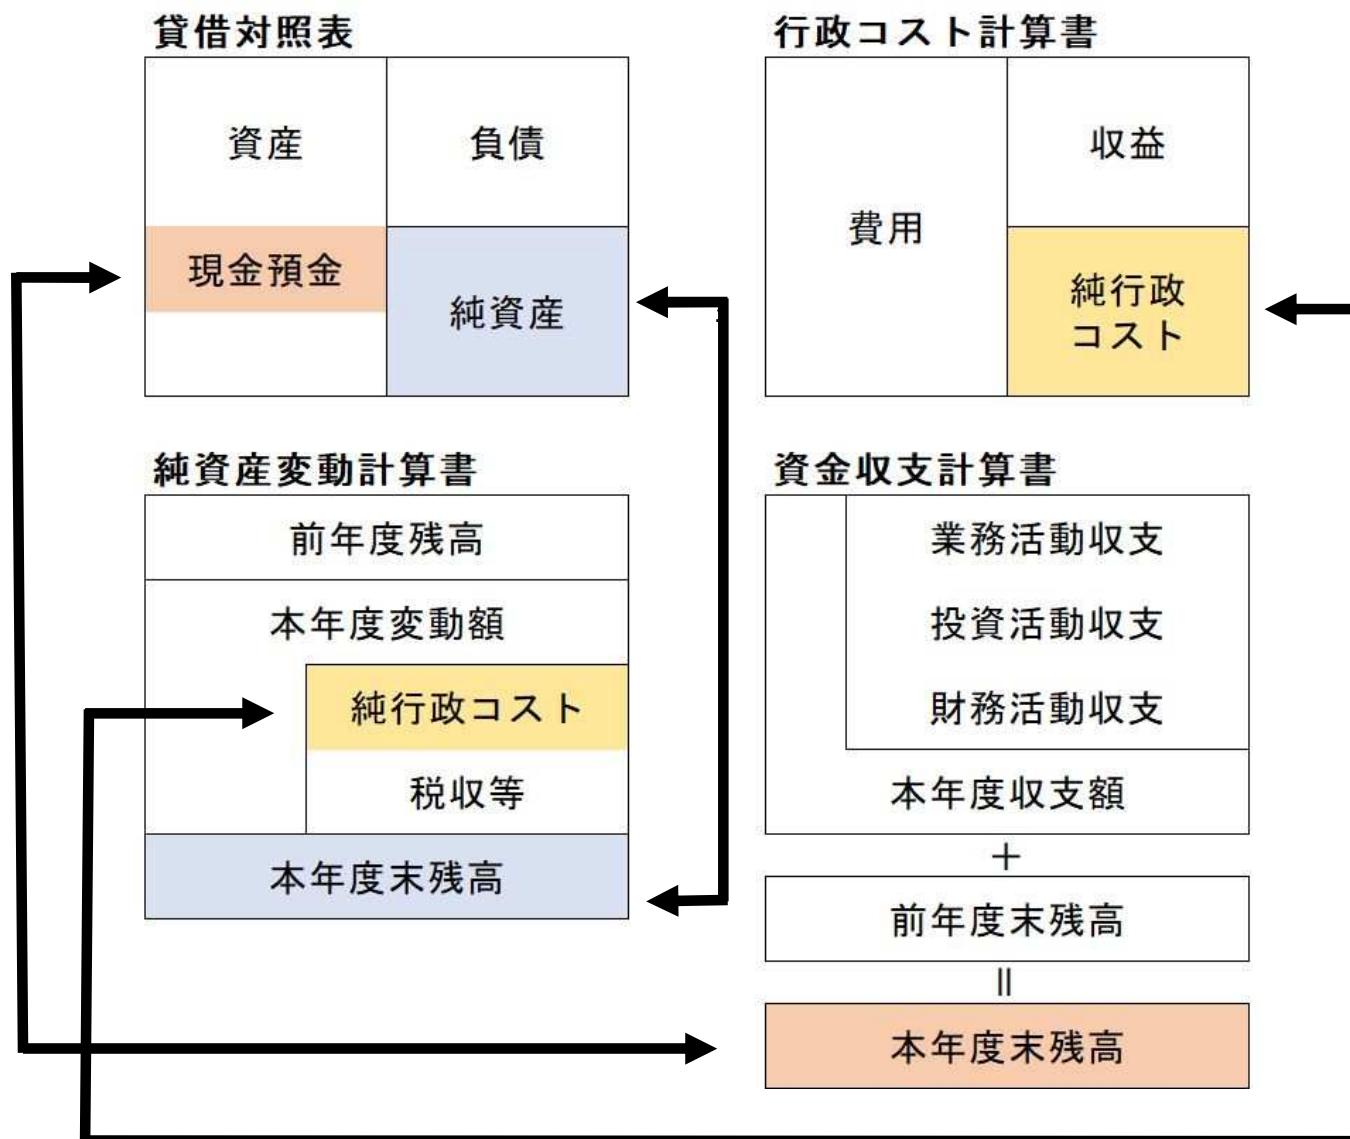 貸借対照表
資産
負債
現金預金
純資産
行政コスト計算書
費用
収益
純行政
コスト
純資産変動計算書
前年度残高
本年度変動額
純行政コスト
税収等
本年度末残高
資金収支計算書
業務活動収支
投資活動収支
財務活動収支
本年度収支額
＋
前年度末残高
＝
本年度末残高